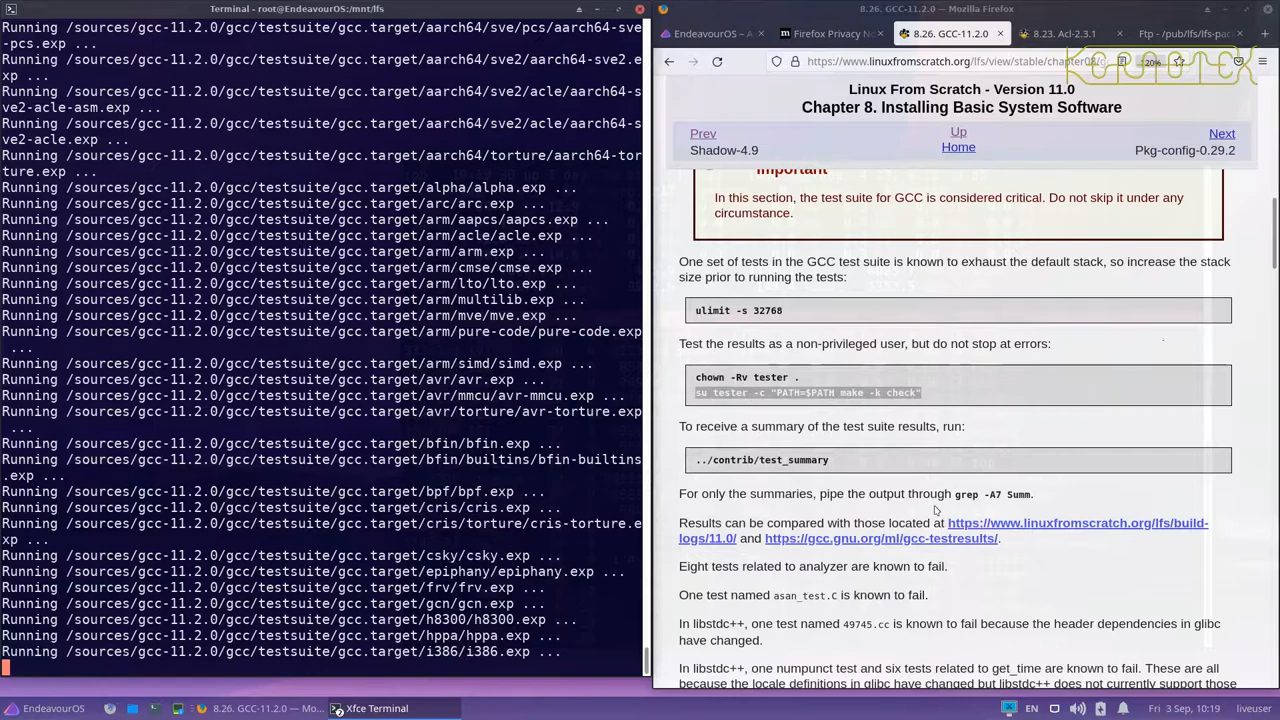 Terminal - root@EndeavourOS:/mnt/lfs
Running /sources/gcc-11.2.0/gcc/testsuite/gcc.target/aarch64/sve/pcs/aarch64-sve
-pcs.exp ...
Running /sources/gcc-11.2.0/gcc/testsuite/gcc.target/aarch64/sve2/aarch64-sve2.e
xp ...
Running /sources/gcc-11.2.0/gcc/testsuite/gcc.target/aarch64/sve2/acle/aarch64-s
ve2-acle-asm.exp ...
Running /sources/gcc-11.2.0/gcc/testsuite/gcc.target/aarch64/sve2/acle/aarch64-s
ve2-acle.exp ...
Running /sources/gcc-11.2.0/gcc/testsuite/gcc.target/aarch64/torture/aarch64-tor
ture.exp ...
Running /sources/gcc-11.2.0/gcc/testsuite/gcc.target/alpha/alpha.exp ...
Running /sources/gcc-11.2.0/gcc/testsuite/gcc.target/arc/arc.exp ...
Running /sources/gcc-11.2.0/gcc/testsuite/gcc.target/arm/aapcs/aapcs.exp ...
Running /sources/gcc-11.2.0/gcc/testsuite/gcc.target/arm/acle/acle.exp ...
Running /sources/gcc-11.2.0/gcc/testsuite/gcc.target/arm/arm.exp ...
Running /sources/gcc-11.2.0/gcc/testsuite/gcc.target/arm/cmse/cmse.exp ...
Running /sources/gcc-11.2.0/gcc/testsuite/gcc.target/arm/lto/lto.exp ...
Running /sources/gcc-11.2.0/gcc/testsuite/gcc.target/arm/multilib.exp ...
Running /sources/gcc-11.2.0/gcc/testsuite/gcc.target/arm/mve/mve.exp ...
Running /sources/gcc-11.2.0/gcc/testsuite/gcc.target/arm/pure-code/pure-code.exp
...
Running /sources/gcc-11.2.0/gcc/testsuite/gcc.target/arm/simd/simd.exp ...
Running /sources/gcc-11.2.0/gcc/testsuite/gcc.target/avr/avr.exp ...
Running /sources/gcc-11.2.0/gcc/testsuite/gcc.target/avr/mmcu/avr-mmcu.exp ...
Running /sources/gcc-11.2.0/gcc/testsuite/gcc.target/avr/torture/avr-torture.exp
...
Running /sources/gcc-11.2.0/gcc/testsuite/gcc.target/bfin/bfin.exp ...
Running /sources/gcc-11.2.0/gcc/testsuite/gcc.target/bfin/builtins/bfin-builtins
.exp ...
Running /sources/gcc-11.2.0/gcc/testsuite/gcc.target/bpf/bpf.exp ...
Running /sources/gcc-11.2.0/gcc/testsuite/gcc.target/cris/cris.exp ...
Running /sources/gcc-11.2.0/gcc/testsuite/gcc.target/cris/torture/cris-torture.e
xp ...
Running /sources/gcc-11.2.0/gcc/testsuite/gcc.target/csky/csky.exp ...
Running /sources/gcc-11.2.0/gcc/testsuite/gcc.target/epiphany/epiphany.exp ...
Running /sources/gcc-11.2.0/gcc/testsuite/gcc.target/frv/frv.exp ...
Running /sources/gcc-11.2.0/gcc/testsuite/gcc.target/gcn/gcn.exp ...
Running /sources/gcc-11.2.0/gcc/testsuite/gcc.target/h8300/h8300.exp ...
Running /sources/gcc-11.2.0/gcc/testsuite/gcc.target/hppa/hppa.exp ...
Running /sources/gcc-11.2.0/gcc/testsuite/gcc.target/i386/i386.exp ...
8.26. GCC-11.2.0 — Mozilla Firefox
EndeavourOS – A
Firefox Privacy No
8.26. GCC-11.2.0
8.23. Acl-2.3.1
Ftp - /pub/lfs/lfs-pac
https://www.linuxfromscratch.org/lfs/view/stable/chapter08/g
120%
Linux From Scratch - Version 11.0
Chapter 8. Installing Basic System Software
Prev Up Next
Shadow-4.9 Home Pkg-config-0.29.2
Important
In this section, the test suite for GCC is considered critical. Do not skip it under any
circumstance.
One set of tests in the GCC test suite is known to exhaust the default stack, so increase the stack
size prior to running the tests:
ulimit -s 32768
Test the results as a non-privileged user, but do not stop at errors:
chown -Rv tester .
su tester -c "PATH=$PATH make -k check"
To receive a summary of the test suite results, run:
../contrib/test_summary
For only the summaries, pipe the output through grep -A7 Summ.
Results can be compared with those located at https://www.linuxfromscratch.org/lfs/build-
logs/11.0/ and https://gcc.gnu.org/ml/gcc-testresults/.
Eight tests related to analyzer are known to fail.
One test named asan_test.C is known to fail.
In libstdc++, one test named 49745.cc is known to fail because the header dependencies in glibc
have changed.
In libstdc++, one numpunct test and six tests related to get_time are known to fail. These are all
because the locale definitions in glibc have changed but libstdc++ does not currently support those
EndeavourOS
8.26. GCC-11.2.0 — Mo...
Xfce Terminal
EN
Fri 3 Sep, 10:19
liveuser